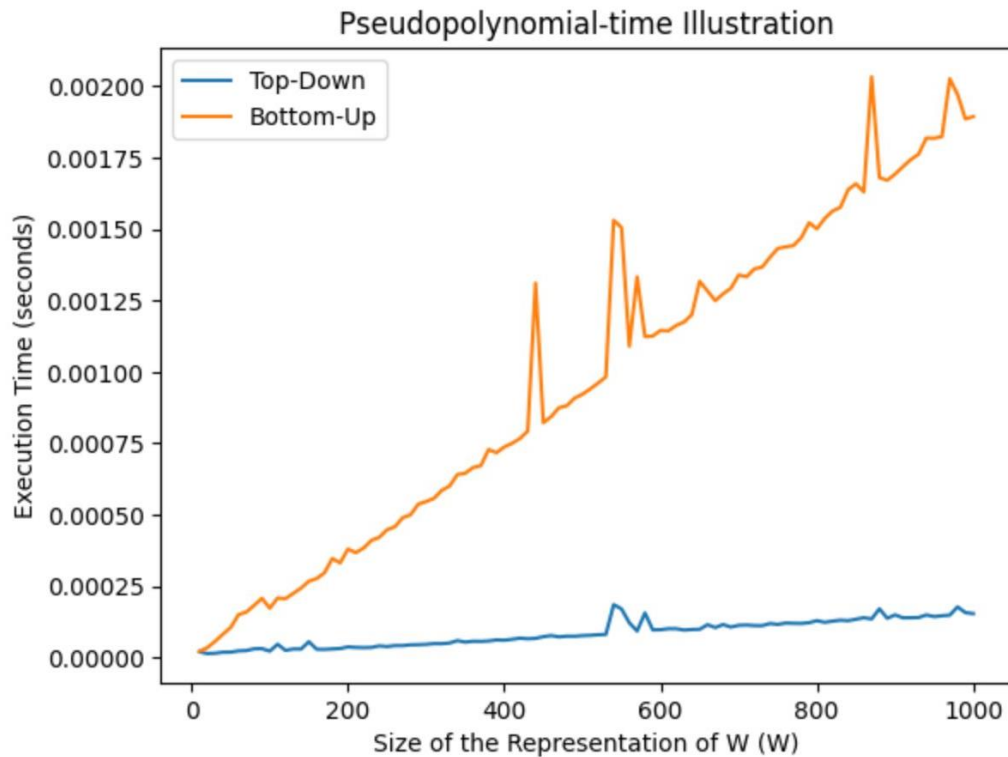 Pseudopolynomial-time Illustration
Top-Down
Bottom-Up
Execution Time (seconds)
0.00200
0.00175
0.00150
0.00125
0.00100
0.00075
0.00050
0.00025
0.00000
0 200 400 600 800 1000
Size of the Representation of W (W)